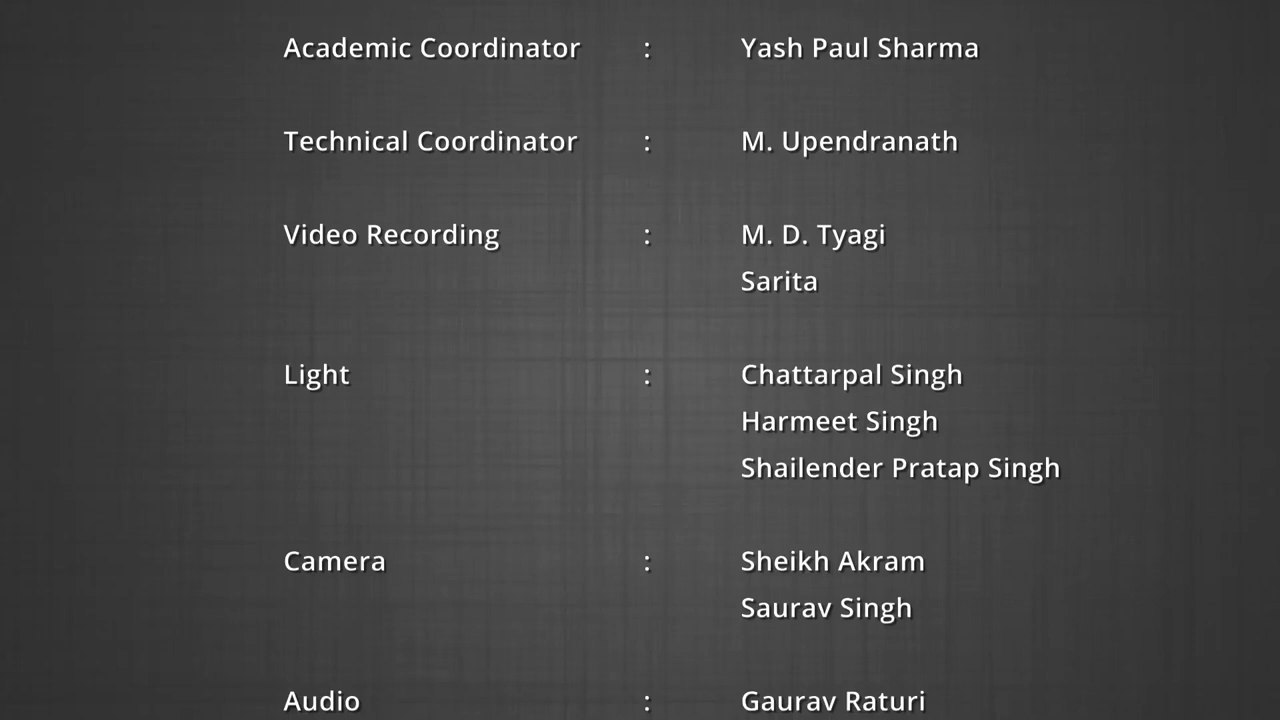 Academic Coordinator : Yash Paul Sharma
Technical Coordinator : M. Upendranath
Video Recording : M. D. Tyagi
Sarita
Light : Chattarpal Singh
Harmeet Singh
Shailender Pratap Singh
Camera : Sheikh Akram
Saurav Singh
Audio : Gaurav Raturi